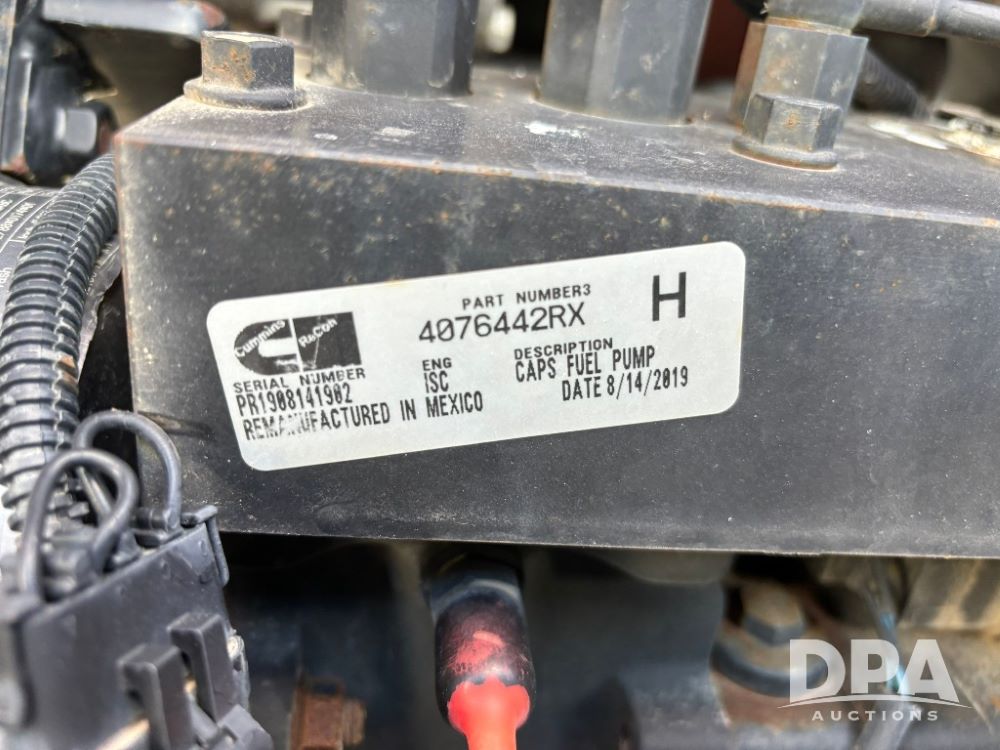 PART NUMBER3
4076442RX
H
Cummins ReCon
SERIAL NUMBER
PR1908141902
ENG
ISC
DESCRIPTION
CAPS FUEL PUMP
DATE 8/14/2019
REMANUFACTURED IN MEXICO
DPA
AUCTIONS